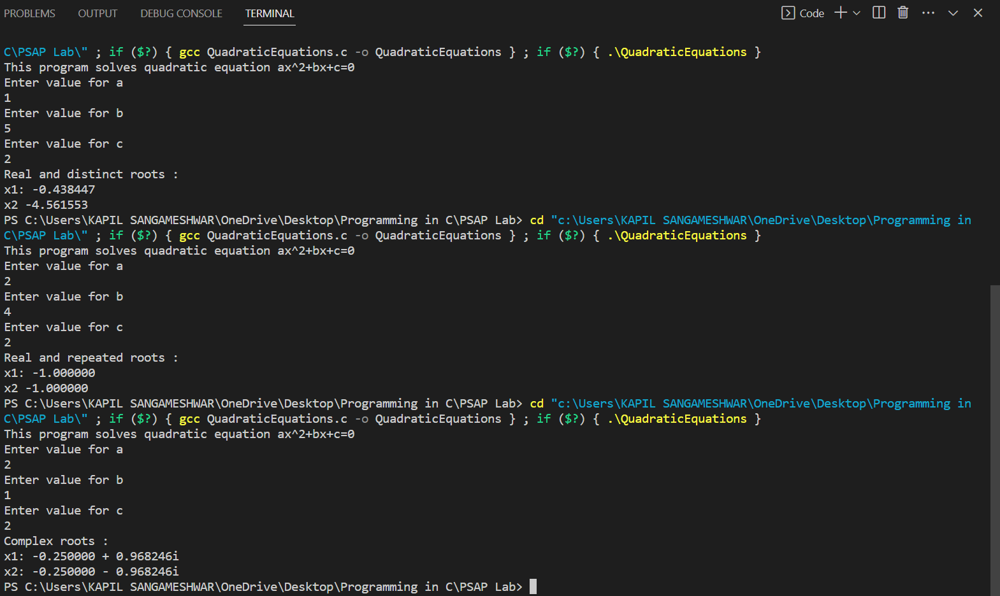 PROBLEMS OUTPUT DEBUG CONSOLE TERMINAL Code
C\PSAP Lab\" ; if ($?) { gcc QuadraticEquations.c -o QuadraticEquations } ; if ($?) { .\QuadraticEquations }
This program solves quadratic equation ax^2+bx+c=0
Enter value for a
1
Enter value for b
5
Enter value for c
2
Real and distinct roots :
x1: -0.438447
x2 -4.561553
PS C:\Users\KAPIL SANGAMESHWAR\OneDrive\Desktop\Programming in C\PSAP Lab> cd "c:\Users\KAPIL SANGAMESHWAR\OneDrive\Desktop\Programming in
C\PSAP Lab\" ; if ($?) { gcc QuadraticEquations.c -o QuadraticEquations } ; if ($?) { .\QuadraticEquations }
This program solves quadratic equation ax^2+bx+c=0
Enter value for a
2
Enter value for b
4
Enter value for c
2
Real and repeated roots :
x1: -1.000000
x2 -1.000000
PS C:\Users\KAPIL SANGAMESHWAR\OneDrive\Desktop\Programming in C\PSAP Lab> cd "c:\Users\KAPIL SANGAMESHWAR\OneDrive\Desktop\Programming in
C\PSAP Lab\" ; if ($?) { gcc QuadraticEquations.c -o QuadraticEquations } ; if ($?) { .\QuadraticEquations }
This program solves quadratic equation ax^2+bx+c=0
Enter value for a
2
Enter value for b
1
Enter value for c
2
Complex roots :
x1: -0.250000 + 0.968246i
x2: -0.250000 - 0.968246i
PS C:\Users\KAPIL SANGAMESHWAR\OneDrive\Desktop\Programming in C\PSAP Lab>